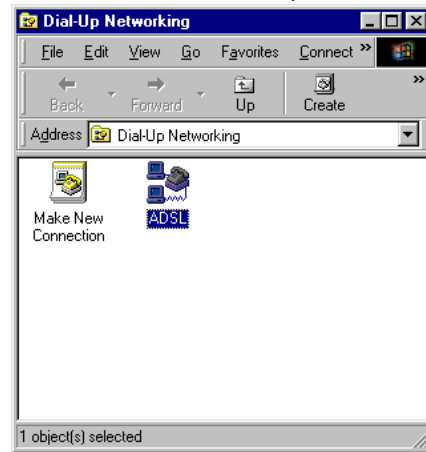 Dial-Up Networking
File Edit View Go Favorites Connect »
Back Forward Up Create »
Address Dial-Up Networking
Make New Connection
ADSL
1 object(s) selected